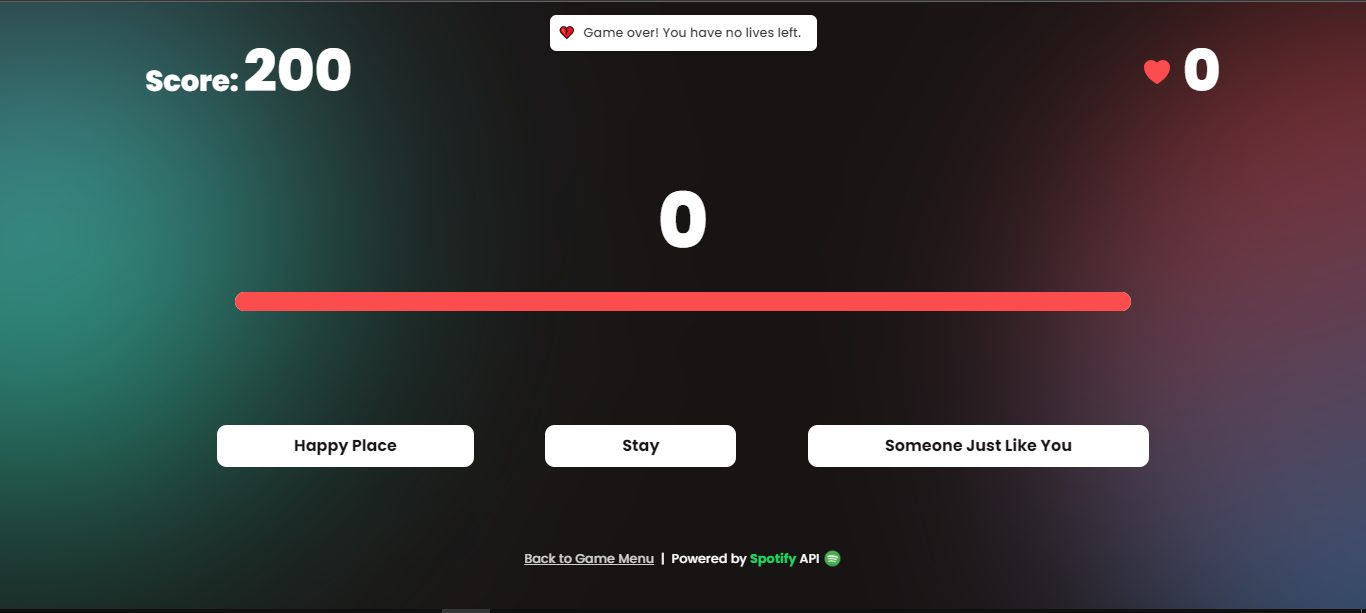 Game over! You have no lives left.
Score: 200
0
0
Happy Place
Stay
Someone Just Like You
Back to Game Menu | Powered by Spotify API